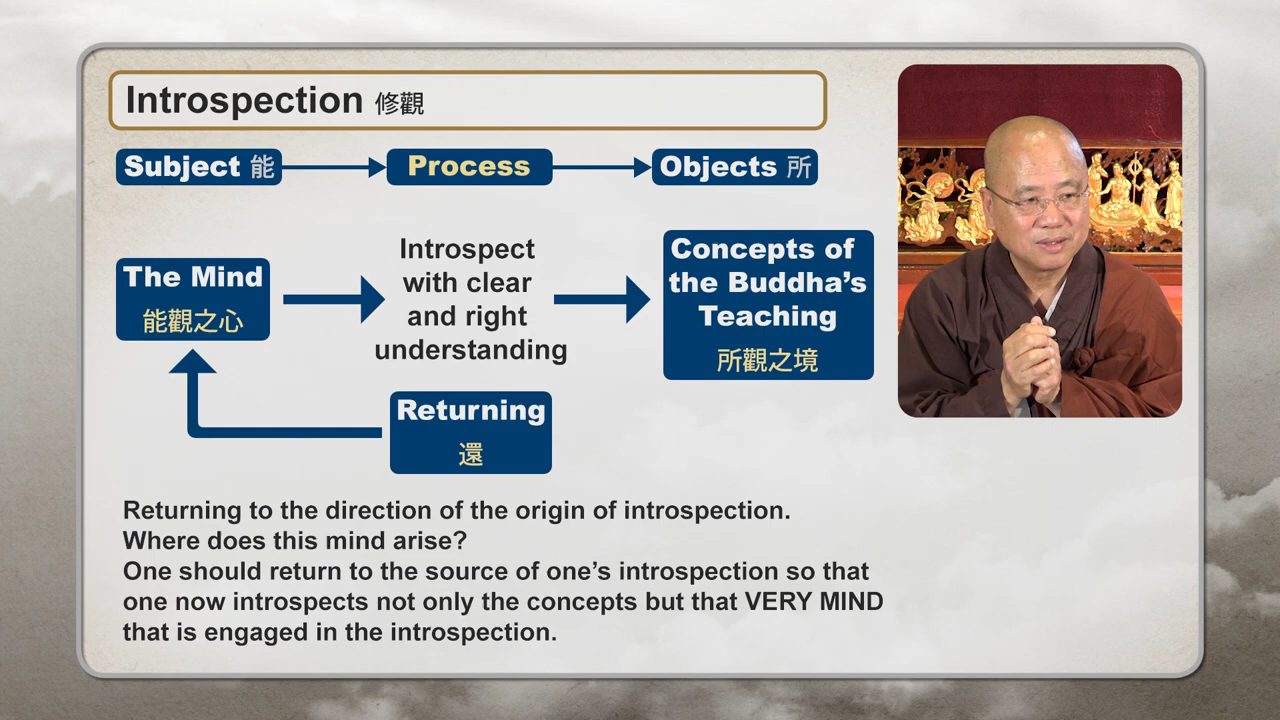 Introspection 修觀
Subject 能
Process
Objects 所
The Mind
能觀之心
Introspect
with clear
and right
understanding
Concepts of
the Buddha’s
Teaching
所觀之境
Returning
還
Returning to the direction of the origin of introspection.
Where does this mind arise?
One should return to the source of one’s introspection so that
one now introspects not only the concepts but that VERY MIND
that is engaged in the introspection.